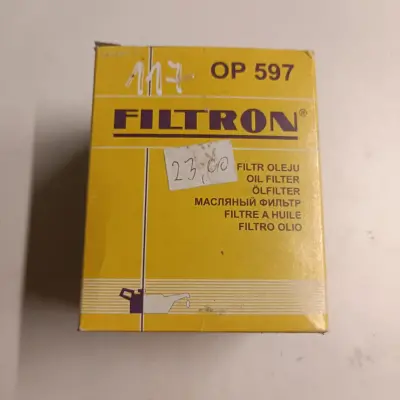 117
OP 597
FILTRON®
23,00
FILTR OLEJU
OIL FILTER
ÖLFILTER
МАСЛЯНЫЙ ФИЛЬТР
FILTRE A HUILE
FILTRO OLIO